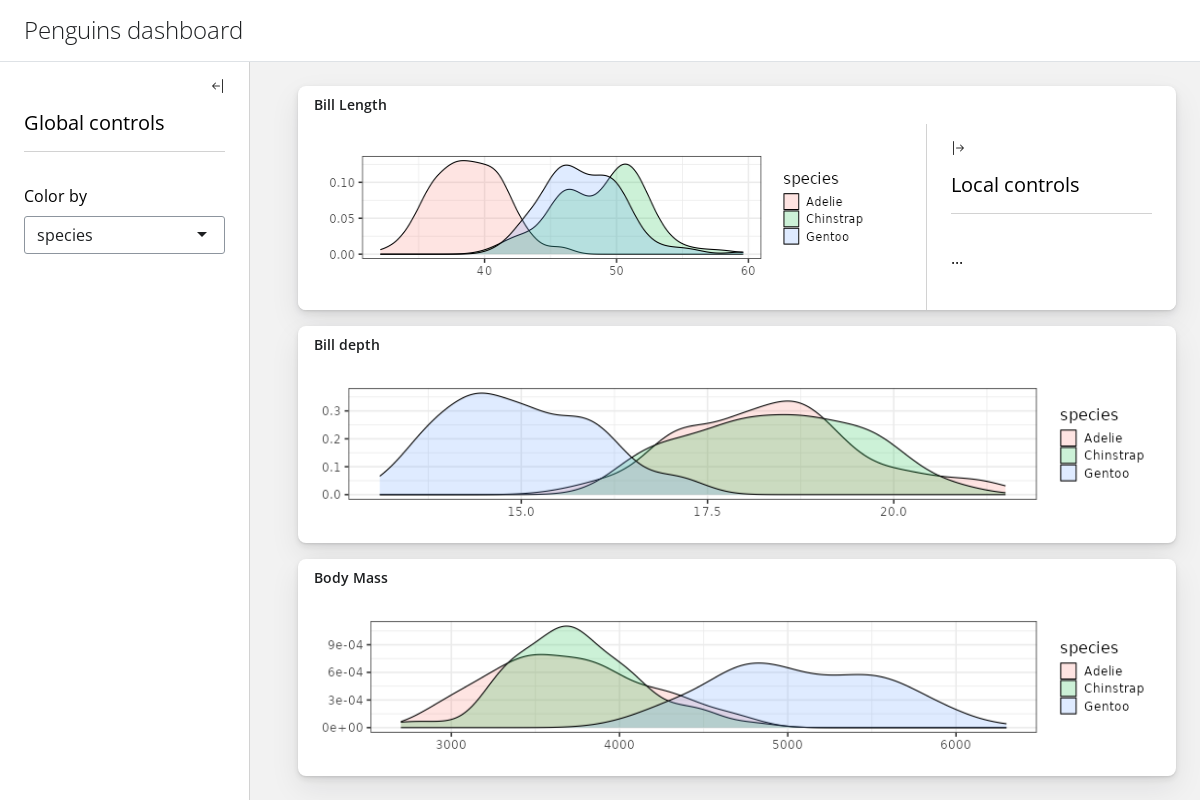 Penguins dashboard
Global controls
Color by
species
Bill Length
0.10
0.05
0.00
40 50 60
species
Adelie
Chinstrap
Gentoo
Local controls
...
Bill depth
0.3
0.2
0.1
0.0
15.0 17.5 20.0
species
Adelie
Chinstrap
Gentoo
Body Mass
9e-04
6e-04
3e-04
0e+00
3000 4000 5000 6000
species
Adelie
Chinstrap
Gentoo